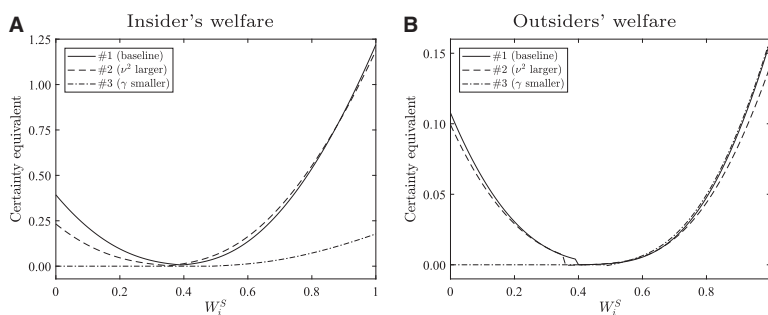 A
Insider's welfare
1.25
1.00
0.75
0.50
0.25
0.00
Certainty equivalent
#1 (baseline)
#2 (ν² larger)
#3 (γ smaller)
0
0.2
0.4
0.6
0.8
1
W_i^S
B
Outsiders' welfare
0.15
0.10
0.05
0.00
Certainty equivalent
#1 (baseline)
#2 (ν² larger)
#3 (γ smaller)
0
0.2
0.4
0.6
0.8
W_i^S